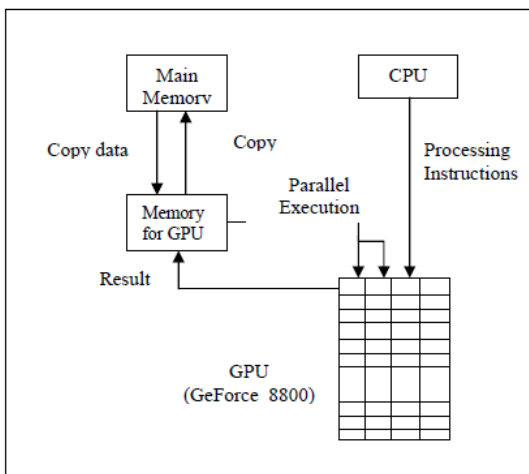 Main
Memory
CPU
Copy data
Copy
Processing
Instructions
Parallel
Execution
Memory
for GPU
Result
GPU
(GeForce 8800)